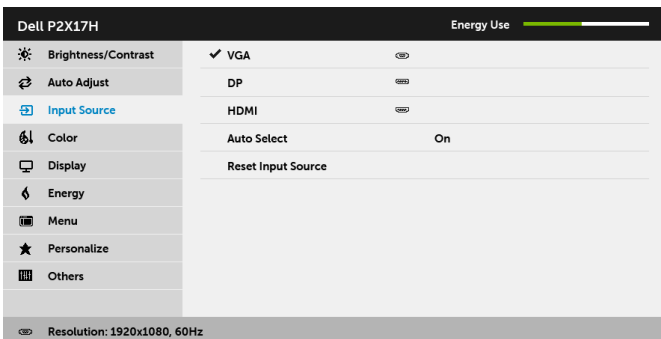 Dell P2X17H Energy Use
Brightness/Contrast VGA
Auto Adjust DP
Input Source HDMI
Color Auto Select On
Display Reset Input Source
Energy
Menu
Personalize
Others
Resolution: 1920x1080, 60Hz